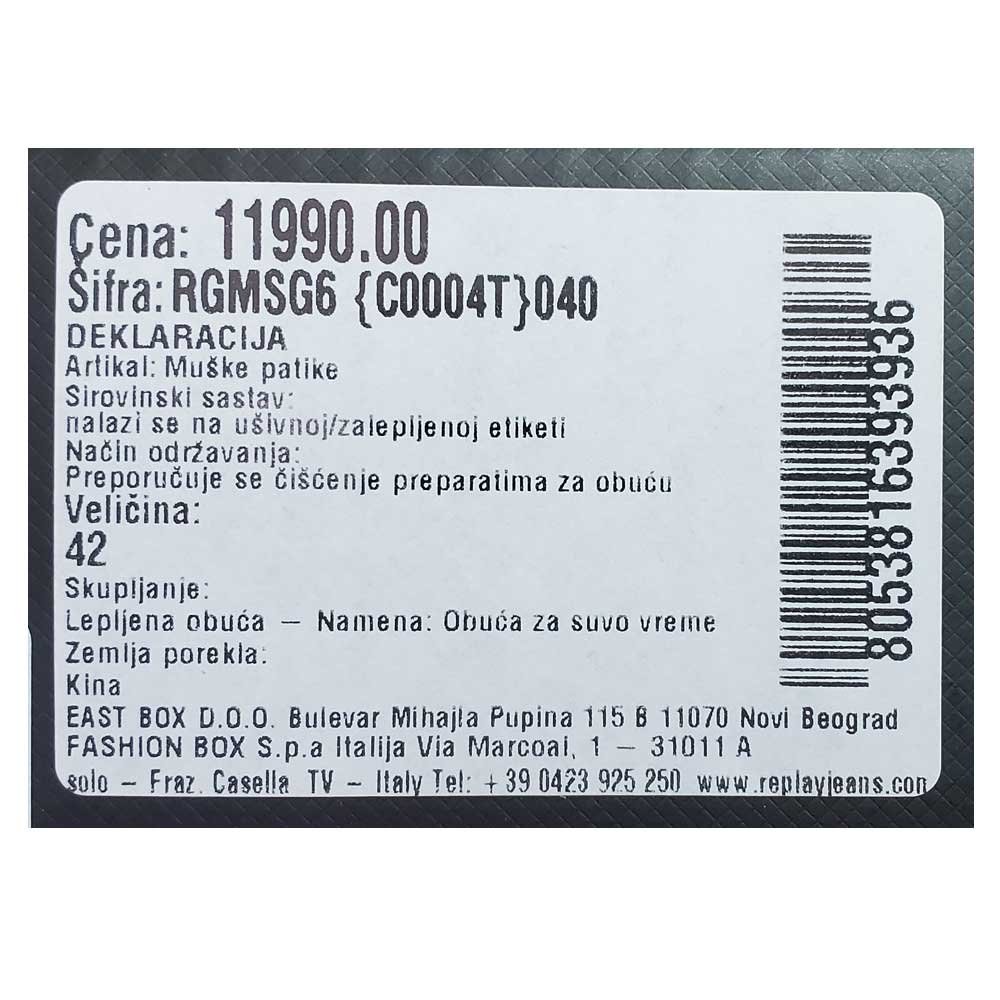 Cena: 11990.00
Šifra: RGMSG6 {C0004T}040
DEKLARACIJA
Artikal: Muške patike
Sirovinski sastav:
nalazi se na ušivnoj/zalepljenoj etiketi
Način održavanja:
Preporučuje se čišćenje preparatima za obuću
Veličina:
42
Skupljanje:
Lepljena obuća – Namena: Obuća za suvo vreme
Zemlja porekla:
Kina
EAST BOX D.O.O. Bulevar Mihajla Pupina 115 B 11070 Novi Beograd
FASHION BOX S.p.a Italija Via Marcoai, 1 – 31011 A
solo – Fraz. Casella TV – Italy Tel: +39 0423 925 250 www.replayjeans.con
8053816393936